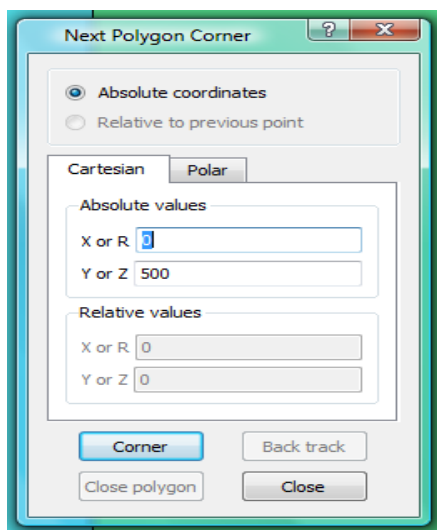 Next Polygon Corner
Absolute coordinates
Relative to previous point
Cartesian Polar
Absolute values
X or R 0
Y or Z 500
Relative values
X or R 0
Y or Z 0
Corner Back track
Close polygon Close